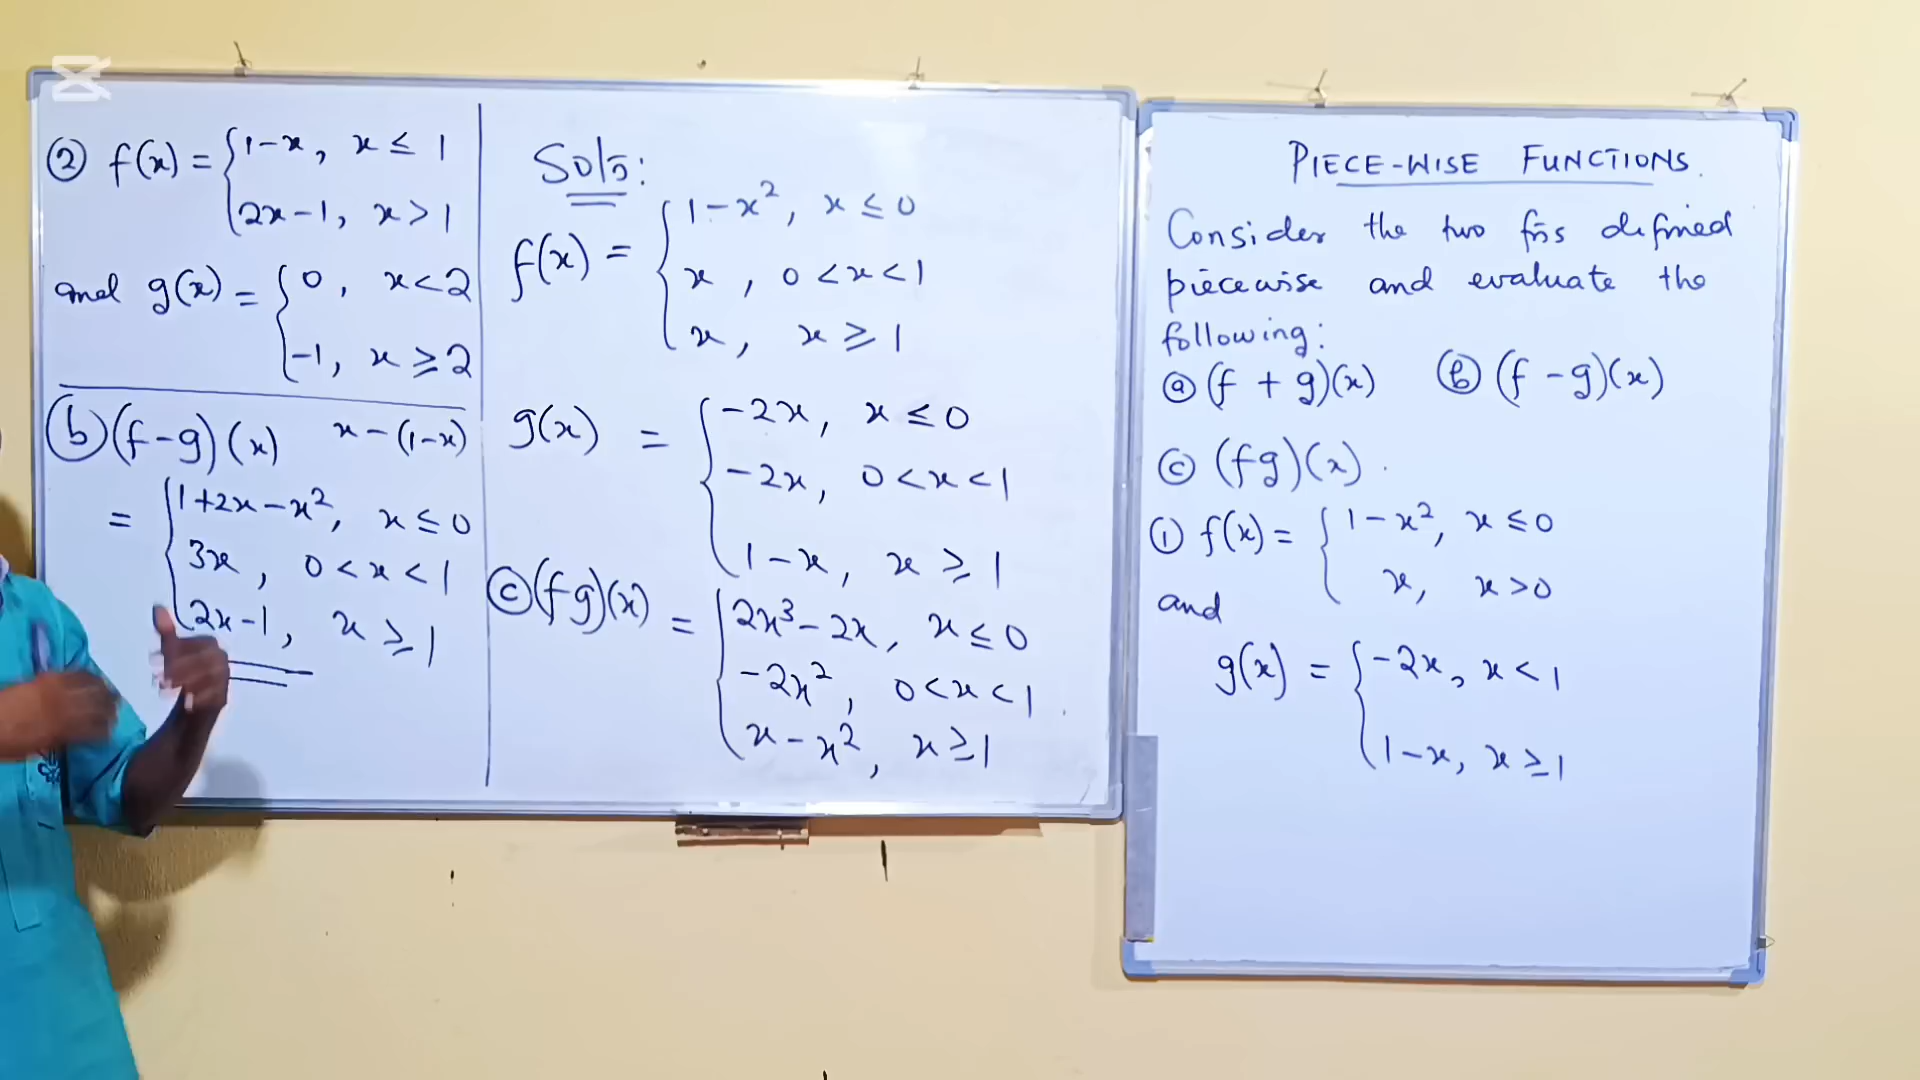 ② f(x) = { 1-x, x ≤ 1
2x-1, x > 1
and g(x) = { 0, x < 2
-1, x ≥ 2
ⓑ (f-g)(x) x-(1-x)
= { 1+2x-x², x ≤ 0
3x, 0 < x < 1
2x-1, x ≥ 1
Sol̄n:
f(x) = { 1-x², x ≤ 0
x, 0 < x < 1
x, x ≥ 1
g(x) = { -2x, x ≤ 0
-2x, 0 < x < 1
1-x, x ≥ 1
ⓒ (fg)(x) = { 2x³-2x, x ≤ 0
-2x², 0 < x < 1
x-x², x ≥ 1
PIECE-WISE FUNCTIONS.
Consider the two fn̄s defined
piecewise and evaluate the
following:
ⓐ (f + g)(x) ⓑ (f - g)(x)
ⓒ (fg)(x).
① f(x) = { 1-x², x ≤ 0
x, x > 0
and
g(x) = { -2x, x < 1
1-x, x ≥ 1